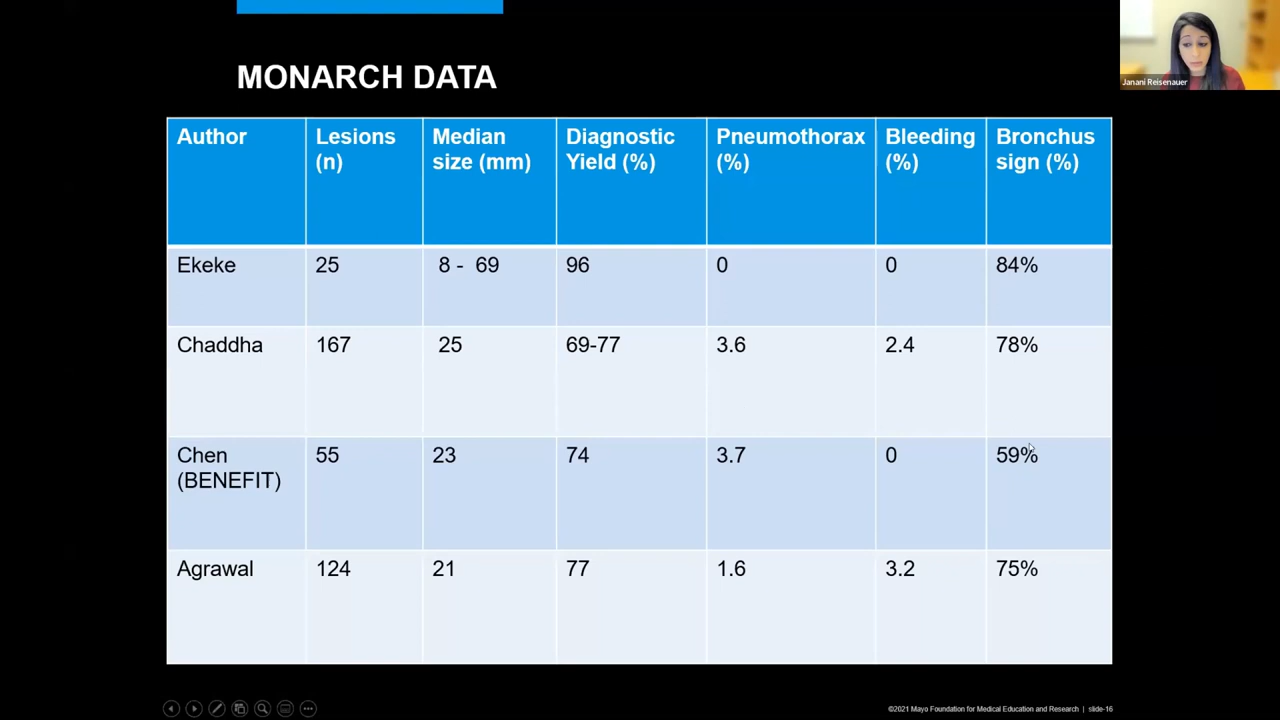 Janani Reisenauer
MONARCH DATA
Author
Lesions
(n)
Median
size (mm)
Diagnostic
Yield (%)
Pneumothorax
(%)
Bleeding
(%)
Bronchus
sign (%)
Ekeke
25
8 - 69
96
0
0
84%
Chaddha
167
25
69-77
3.6
2.4
78%
Chen
(BENEFIT)
55
23
74
3.7
0
59%
Agrawal
124
21
77
1.6
3.2
75%
©2021 Mayo Foundation for Medical Education and Research | slide-16